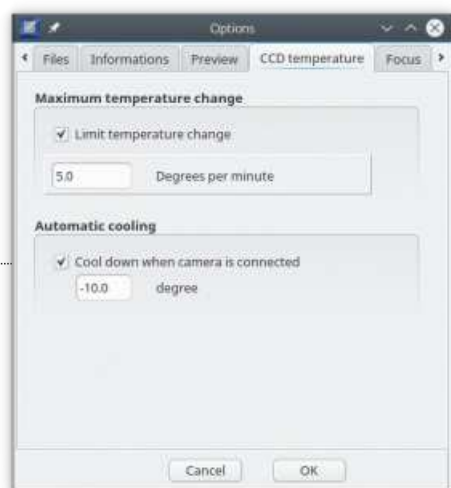 Options
Files Informations Preview CCD temperature Focus
Maximum temperature change
Limit temperature change
5.0 Degrees per minute
Automatic cooling
Cool down when camera is connected
-10.0 degree
Cancel OK